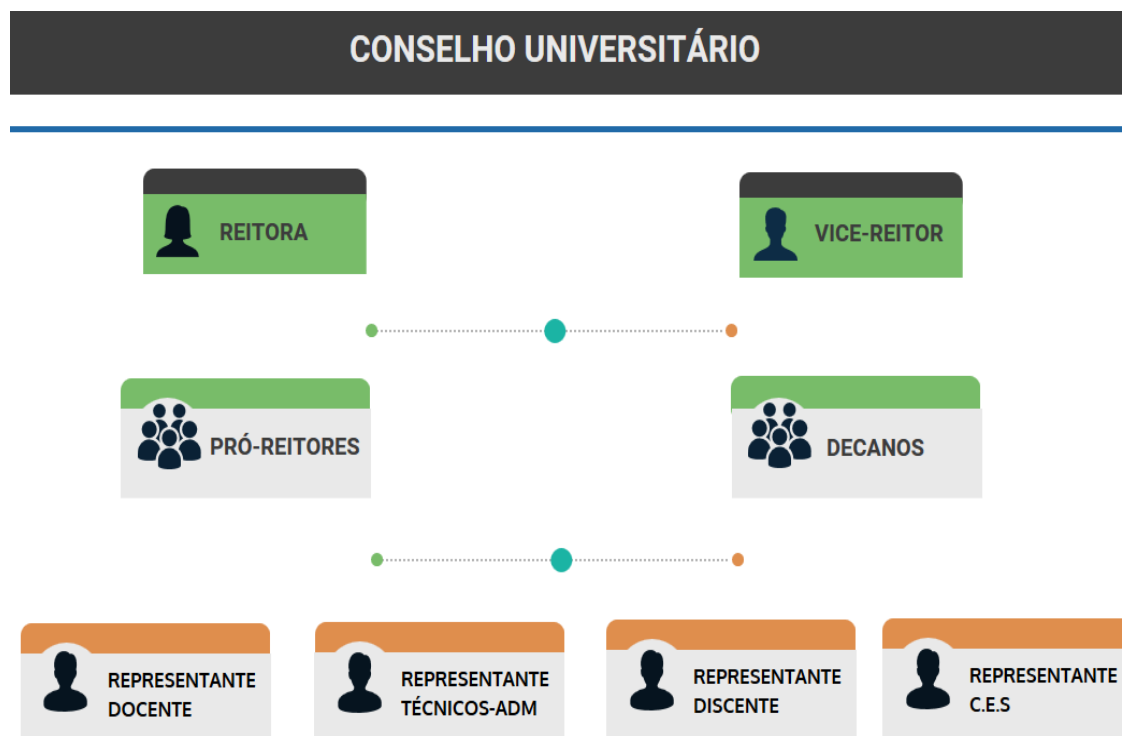 CONSELHO UNIVERSITÁRIO
REITORA
VICE-REITOR
PRÓ-REITORES
DECANOS
REPRESENTANTE
DOCENTE
REPRESENTANTE
TÉCNICOS-ADM
REPRESENTANTE
DISCENTE
REPRESENTANTE
C.E.S